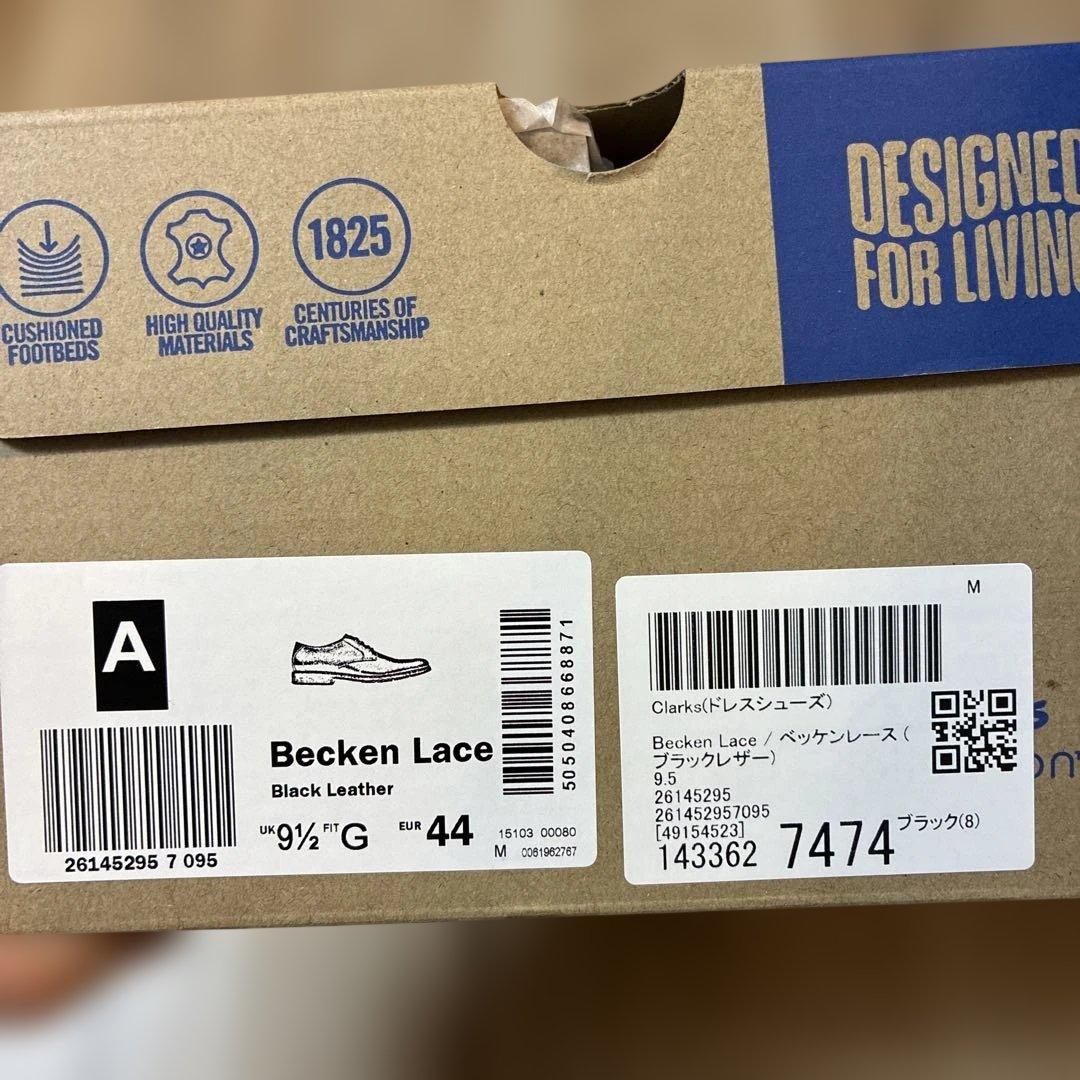 DESIGNED
FOR LIVING
1825
CUSHIONED
FOOTBEDS
HIGH QUALITY
MATERIALS
CENTURIES OF
CRAFTSMANSHIP
A
26145295 7 095
Becken Lace
Black Leather
UK 9½ FIT G EUR 44
15103 00080
M 0061962767
5050408668871
M
Clarks(ドレスシューズ)
Becken Lace / ベッケンレース (
ブラックレザー)
9.5
26145295
261452957095
[49154523]
143362 7474 ブラック(8)